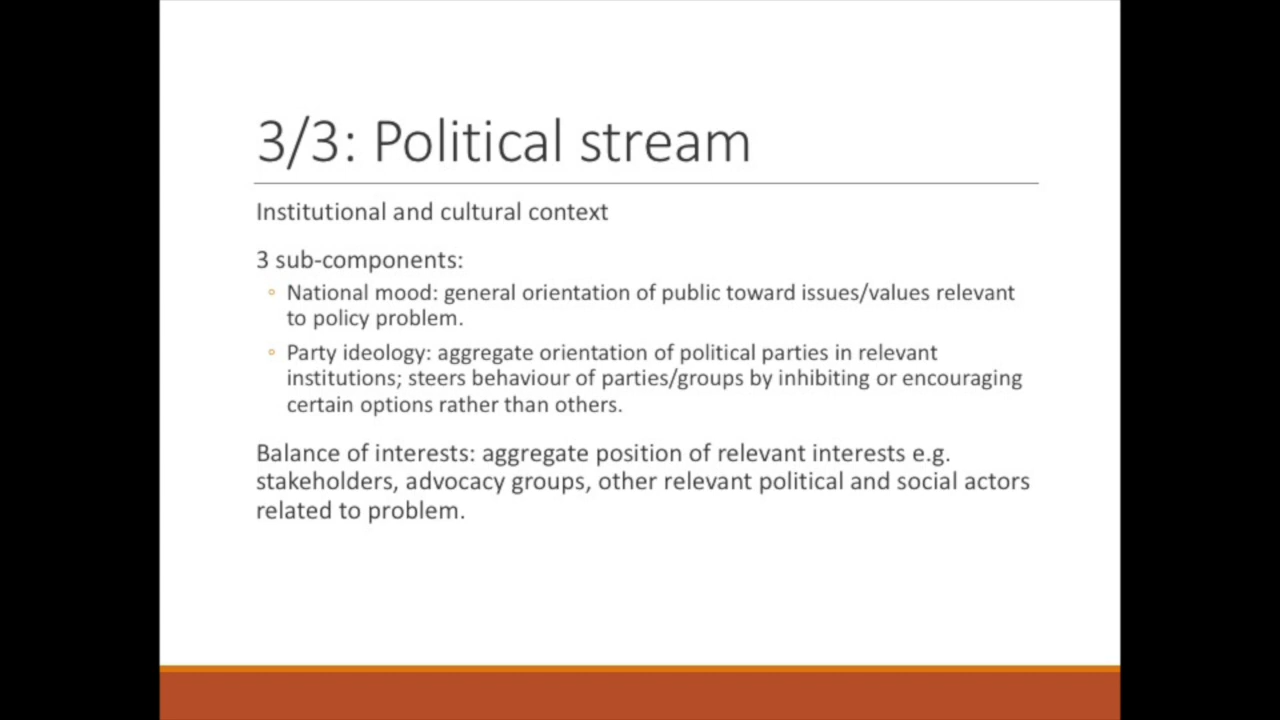 3/3: Political stream
Institutional and cultural context
3 sub-components:
◦ National mood: general orientation of public toward issues/values relevant
to policy problem.
◦ Party ideology: aggregate orientation of political parties in relevant
institutions; steers behaviour of parties/groups by inhibiting or encouraging
certain options rather than others.
Balance of interests: aggregate position of relevant interests e.g.
stakeholders, advocacy groups, other relevant political and social actors
related to problem.